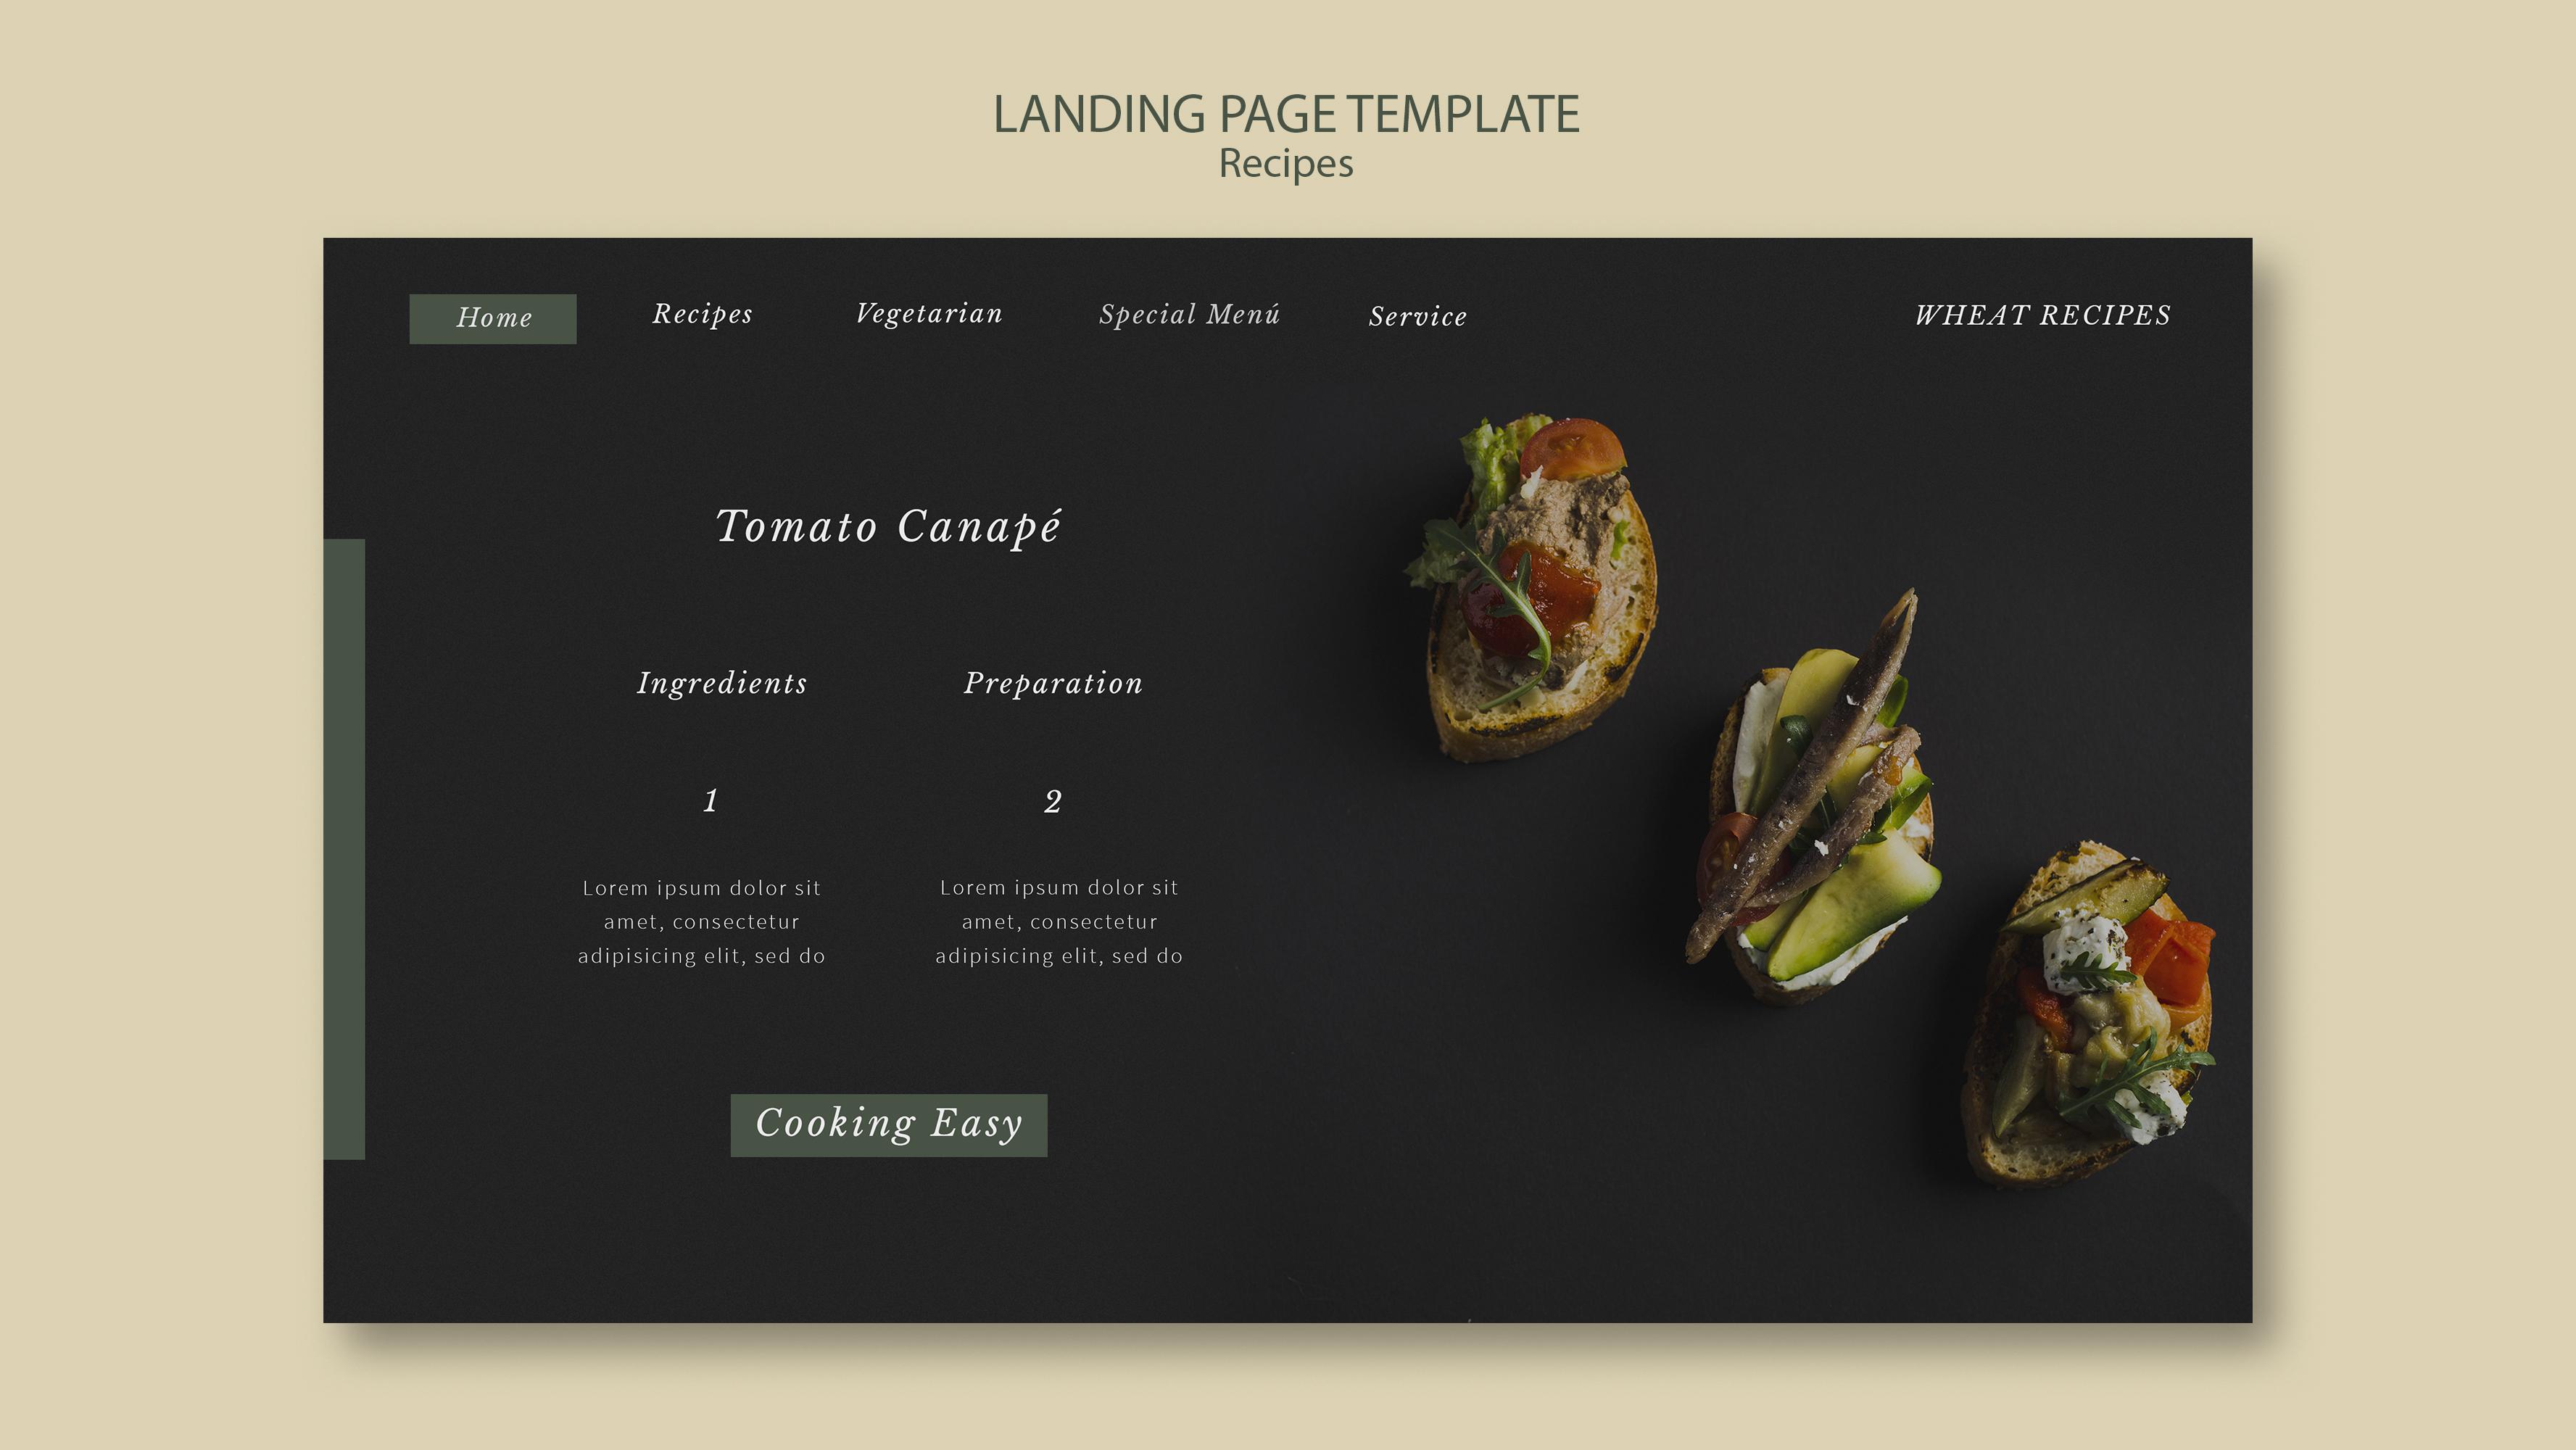 LANDING PAGE TEMPLATE
Recipes
Home
Recipes
Vegetarian
Special Menú
Service
WHEAT RECIPES
Tomato Canapé
Ingredients
Preparation
1
2
Lorem ipsum dolor sit
amet, consectetur
adipisicing elit, sed do
Lorem ipsum dolor sit
amet, consectetur
adipisicing elit, sed do
Cooking Easy